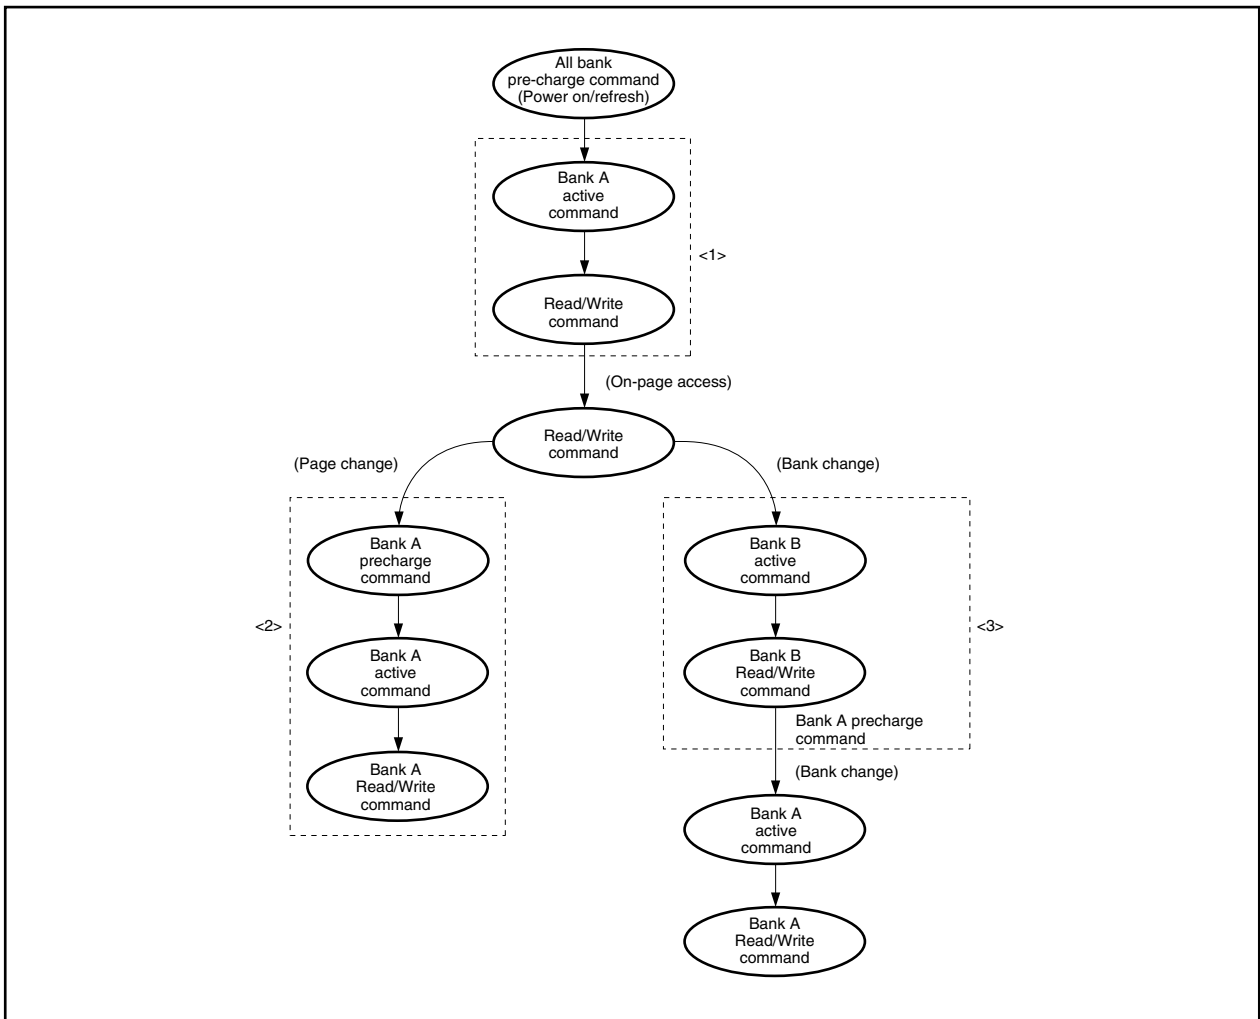 All bank
pre-charge command
(Power on/refresh)
Bank A
active
command
<1>
Read/Write
command
(On-page access)
Read/Write
command
(Page change)
(Bank change)
Bank A
precharge
command
Bank A
active
command
Bank A
Read/Write
command
<2>
Bank B
active
command
Bank B
Read/Write
command
<3>
Bank A precharge
command
(Bank change)
Bank A
active
command
Bank A
Read/Write
command